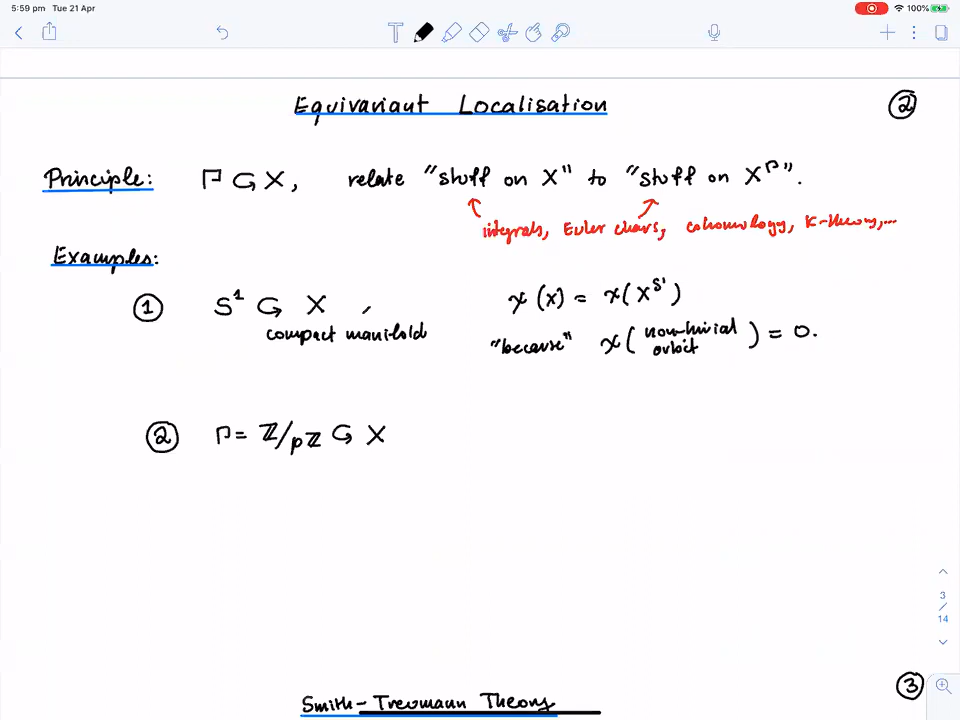 5:59 pm Tue 21 Apr
100%
Equivariant Localisation
②
Principle: Γ ↺ X, relate "stuff on X" to "stuff on X^Γ".
integrals, Euler chars, cohomology, K-theory,...
Examples:
① S¹ ↺ X , χ(X) = χ(X^{S¹})
compact manifold
"because" χ(non-trivial orbit) = 0.
② Γ = ℤ/pℤ ↺ X
3
/
14
Smith-Treumann Theory
③